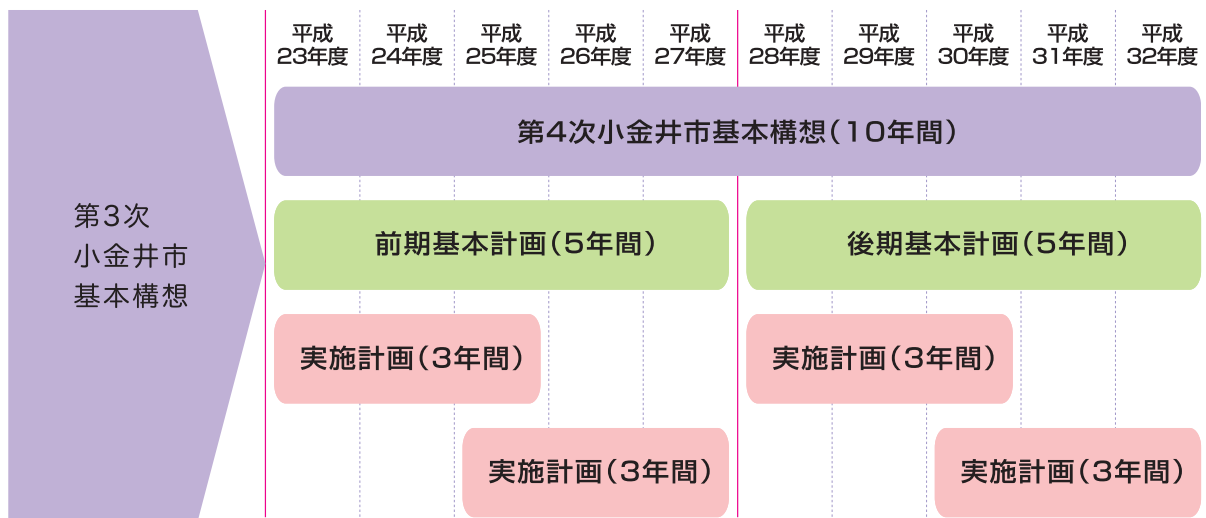 平成
23年度
平成
24年度
平成
25年度
平成
26年度
平成
27年度
平成
28年度
平成
29年度
平成
30年度
平成
31年度
平成
32年度
第4次小金井市基本構想(10年間)
第3次
小金井市
基本構想
前期基本計画(5年間)
後期基本計画(5年間)
実施計画(3年間)
実施計画(3年間)
実施計画(3年間)
実施計画(3年間)